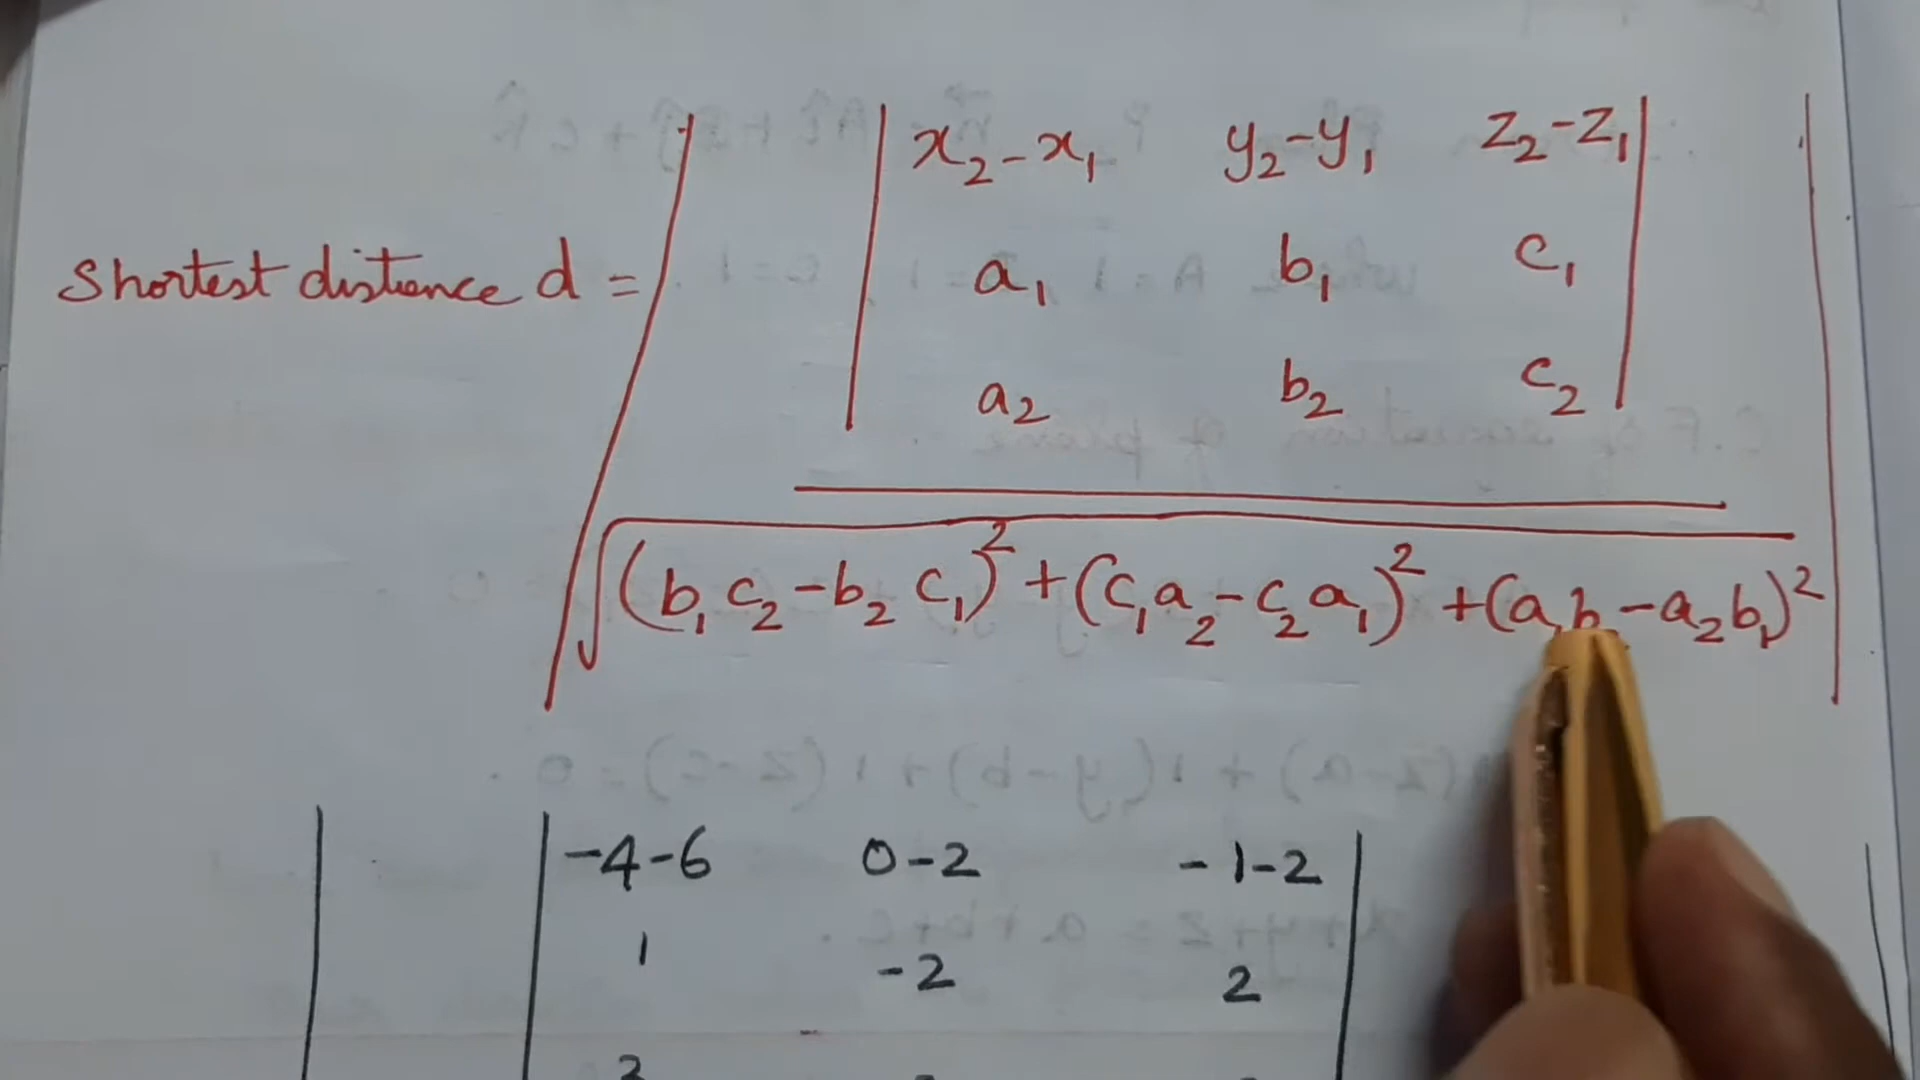 x₂-x₁ y₂-y₁ z₂-z₁
Shortest distance d =
a₁ b₁ c₁
a₂ b₂ c₂
√(b₁c₂-b₂c₁)²+(c₁a₂-c₂a₁)²+(a₁b -a₂b₁)²
-4-6 0-2 -1-2
1 -2 2